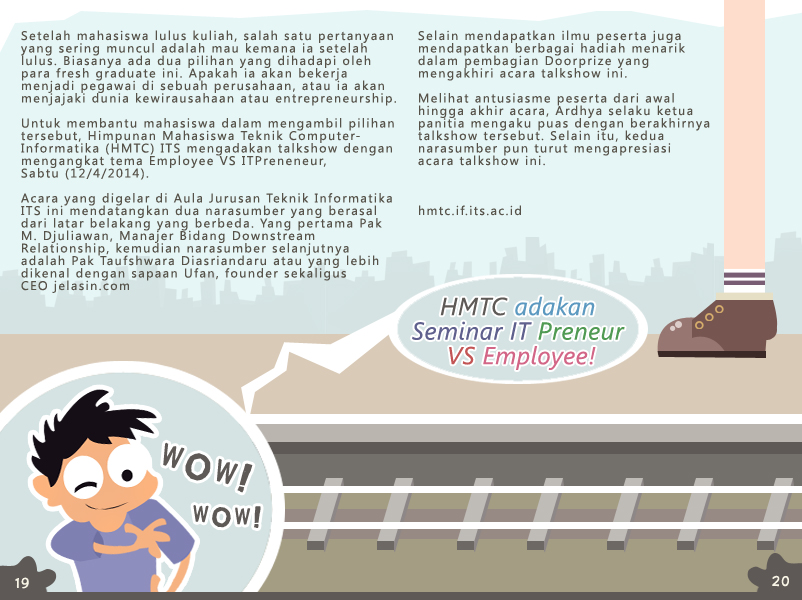 Setelah mahasiswa lulus kuliah, salah satu pertanyaan
yang sering muncul adalah mau kemana ia setelah
lulus. Biasanya ada dua pilihan yang dihadapi oleh
para fresh graduate ini. Apakah ia akan bekerja
menjadi pegawai di sebuah perusahaan, atau ia akan
menjajaki dunia kewirausahaan atau entrepreneurship.
Untuk membantu mahasiswa dalam mengambil pilihan
tersebut, Himpunan Mahasiswa Teknik Computer-
Informatika (HMTC) ITS mengadakan talkshow dengan
mengangkat tema Employee VS ITPreneneur,
Sabtu (12/4/2014).
Acara yang digelar di Aula Jurusan Teknik Informatika
ITS ini mendatangkan dua narasumber yang berasal
dari latar belakang yang berbeda. Yang pertama Pak
M. Djuliawan, Manajer Bidang Downstream
Relationship, kemudian narasumber selanjutnya
adalah Pak Taufshwara Diasriandaru atau yang lebih
dikenal dengan sapaan Ufan, founder sekaligus
CEO jelasin.com
Selain mendapatkan ilmu peserta juga
mendapatkan berbagai hadiah menarik
dalam pembagian Doorprize yang
mengakhiri acara talkshow ini.
Melihat antusiasme peserta dari awal
hingga akhir acara, Ardhya selaku ketua
panitia mengaku puas dengan berakhirnya
talkshow tersebut. Selain itu, kedua
narasumber pun turut mengapresiasi
acara talkshow ini.
hmtc.if.its.ac.id
HMTC adakan
Seminar IT Preneur
VS Employee!
WOW!
WOW!
19
20